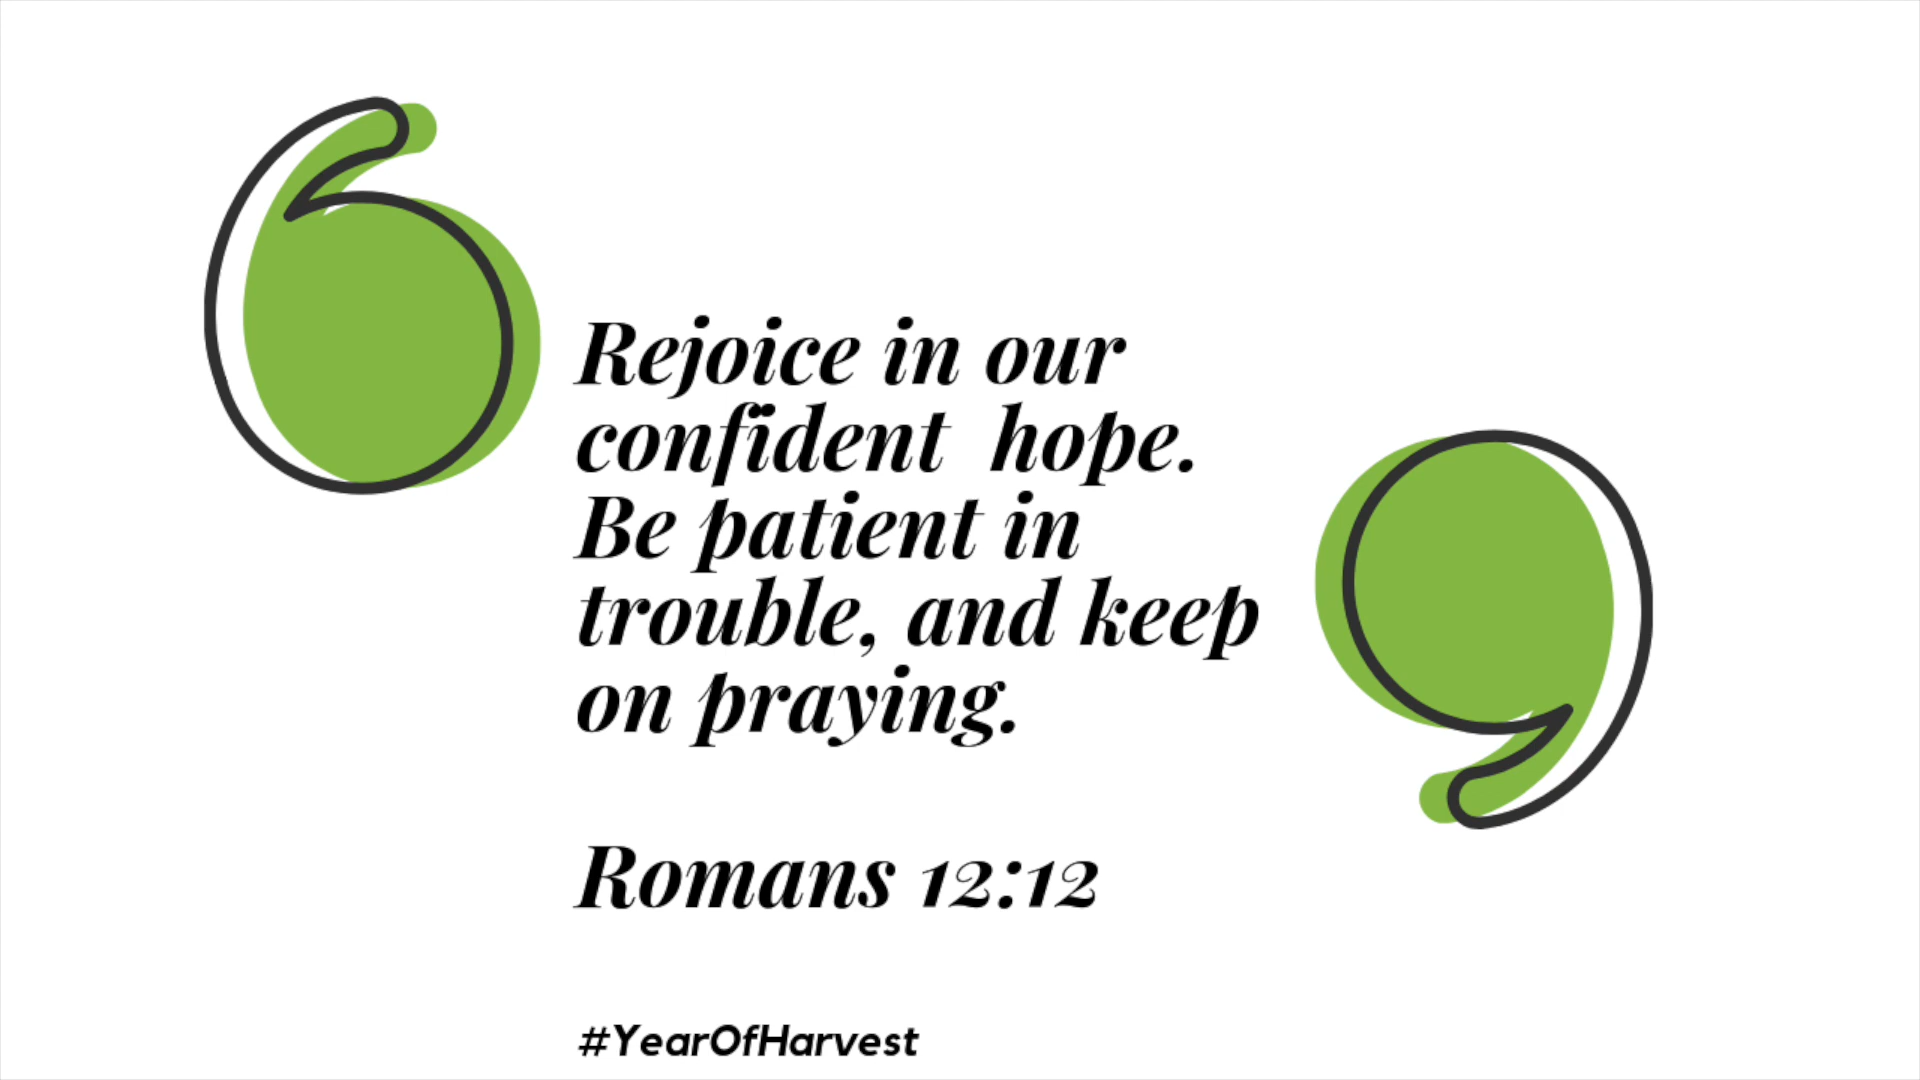 Rejoice in our
confident  hope.
Be patient in
trouble, and keep
on praying.
Romans 12:12
#YearOfHarvest